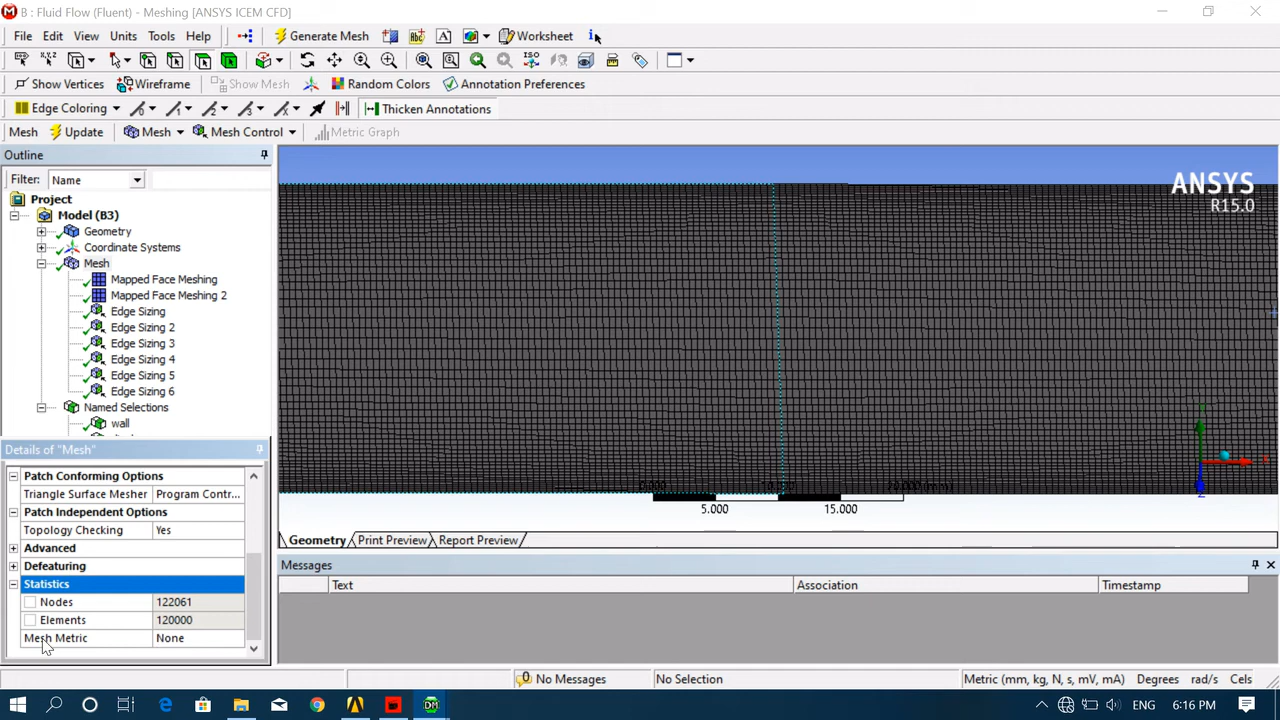 B : Fluid Flow (Fluent) - Meshing [ANSYS ICEM CFD]
File Edit View Units Tools Help Generate Mesh Worksheet
Show Vertices Wireframe Show Mesh Random Colors Annotation Preferences
Edge Coloring Thicken Annotations
Mesh Update Mesh Mesh Control Metric Graph
Outline
Filter: Name
Project
Model (B3)
Geometry
Coordinate Systems
Mesh
Mapped Face Meshing
Mapped Face Meshing 2
Edge Sizing
Edge Sizing 2
Edge Sizing 3
Edge Sizing 4
Edge Sizing 5
Edge Sizing 6
Named Selections
wall
Details of "Mesh"
Patch Conforming Options
Triangle Surface Mesher Program Contr...
Patch Independent Options
Topology Checking Yes
Advanced
Defeaturing
Statistics
Nodes 122061
Elements 120000
Mesh Metric None
ANSYS
R15.0
5.000 15.000
Geometry Print Preview Report Preview
Messages
Text Association Timestamp
No Messages No Selection Metric (mm, kg, N, s, mV, mA) Degrees rad/s Cels
ENG 6:16 PM